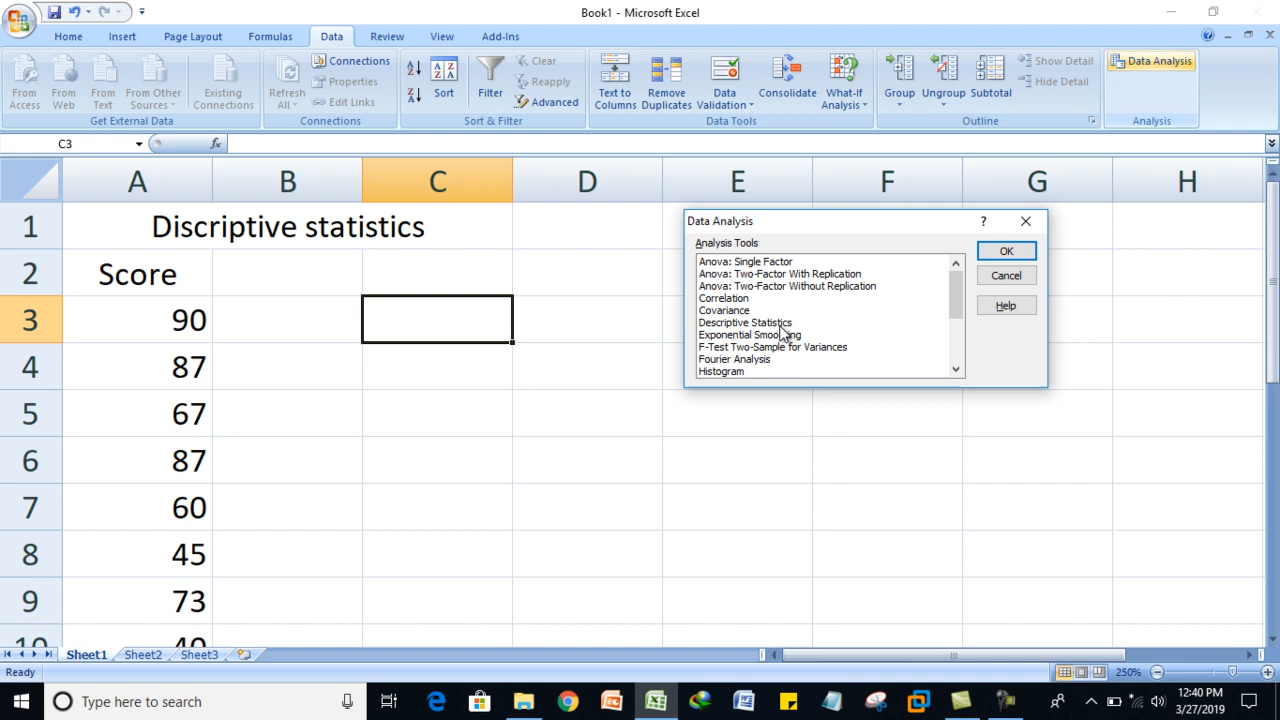 Book1 - Microsoft Excel
Home Insert Page Layout Formulas Data Review View Add-Ins
From Access
From Web
From Text
From Other Sources
Existing Connections
Get External Data
Refresh All
Connections
Properties
Edit Links
Connections
Sort
Filter
Clear
Reapply
Advanced
Sort & Filter
Text to Columns
Remove Duplicates
Data Validation
Consolidate
What-If Analysis
Data Tools
Group
Ungroup
Subtotal
Show Detail
Hide Detail
Outline
Data Analysis
Analysis
C3
fx
A B C D E F G H
1 Discriptive statistics
2 Score
3 90
4 87
5 67
6 87
7 60
8 45
9 73
10 40
Data Analysis ?
Analysis Tools
Anova: Single Factor
Anova: Two-Factor With Replication
Anova: Two-Factor Without Replication
Correlation
Covariance
Descriptive Statistics
Exponential Smoothing
F-Test Two-Sample for Variances
Fourier Analysis
Histogram
OK
Cancel
Help
Sheet1 Sheet2 Sheet3
Ready 250%
Type here to search
12:40 PM
3/27/2019